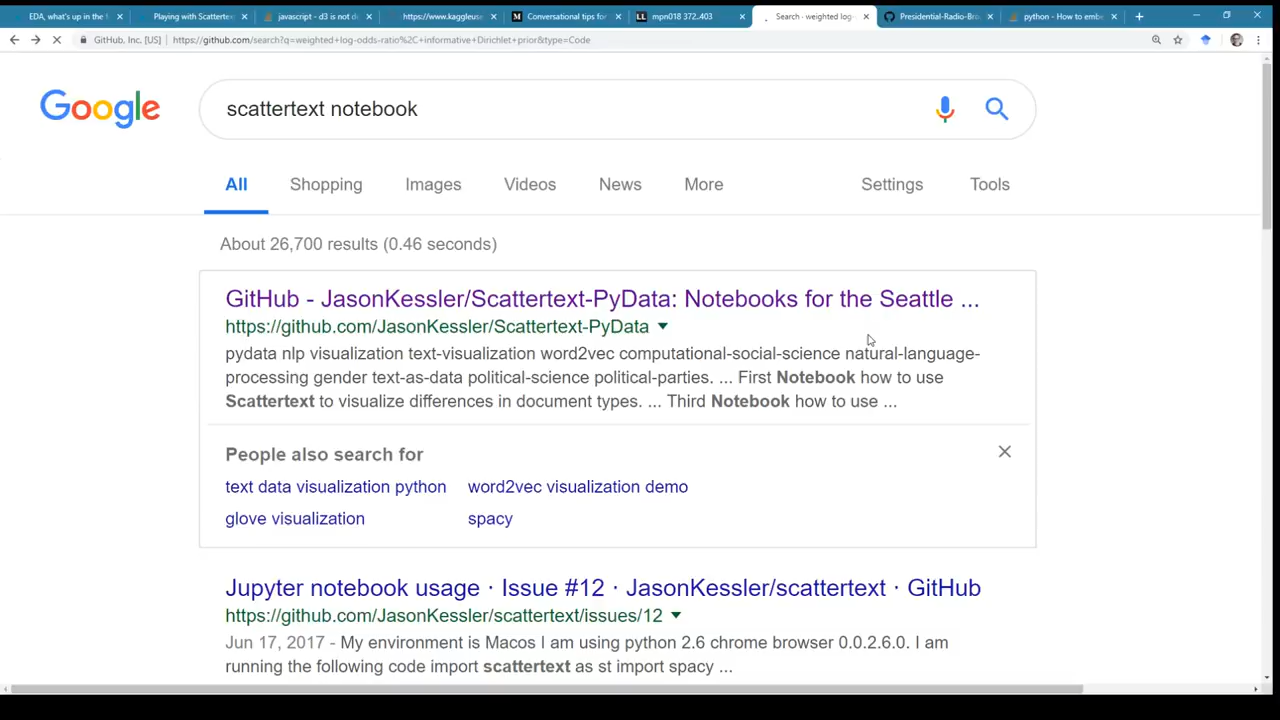 EDA, what's up in the f
Playing with Scattertext
javascript - d3 is not d
https://www.kaggleuse
Conversational tips for
mpn018 372..403
Search · weighted log-
Presidential-Radio-Bro
python - How to embe
GitHub, Inc. [US] | https://github.com/search?q=weighted+log-odds-ratio%2C+informative+Dirichlet+prior&type=Code
Google
scattertext notebook
All Shopping Images Videos News More Settings Tools
About 26,700 results (0.46 seconds)
GitHub - JasonKessler/Scattertext-PyData: Notebooks for the Seattle ...
https://github.com/JasonKessler/Scattertext-PyData
pydata nlp visualization text-visualization word2vec computational-social-science natural-language-
processing gender text-as-data political-science political-parties. ... First Notebook how to use
Scattertext to visualize differences in document types. ... Third Notebook how to use ...
People also search for
text data visualization python word2vec visualization demo
glove visualization spacy
Jupyter notebook usage · Issue #12 · JasonKessler/scattertext · GitHub
https://github.com/JasonKessler/scattertext/issues/12
Jun 17, 2017 - My environment is Macos I am using python 2.6 chrome browser 0.0.2.6.0. I am
running the following code import scattertext as st import spacy ...